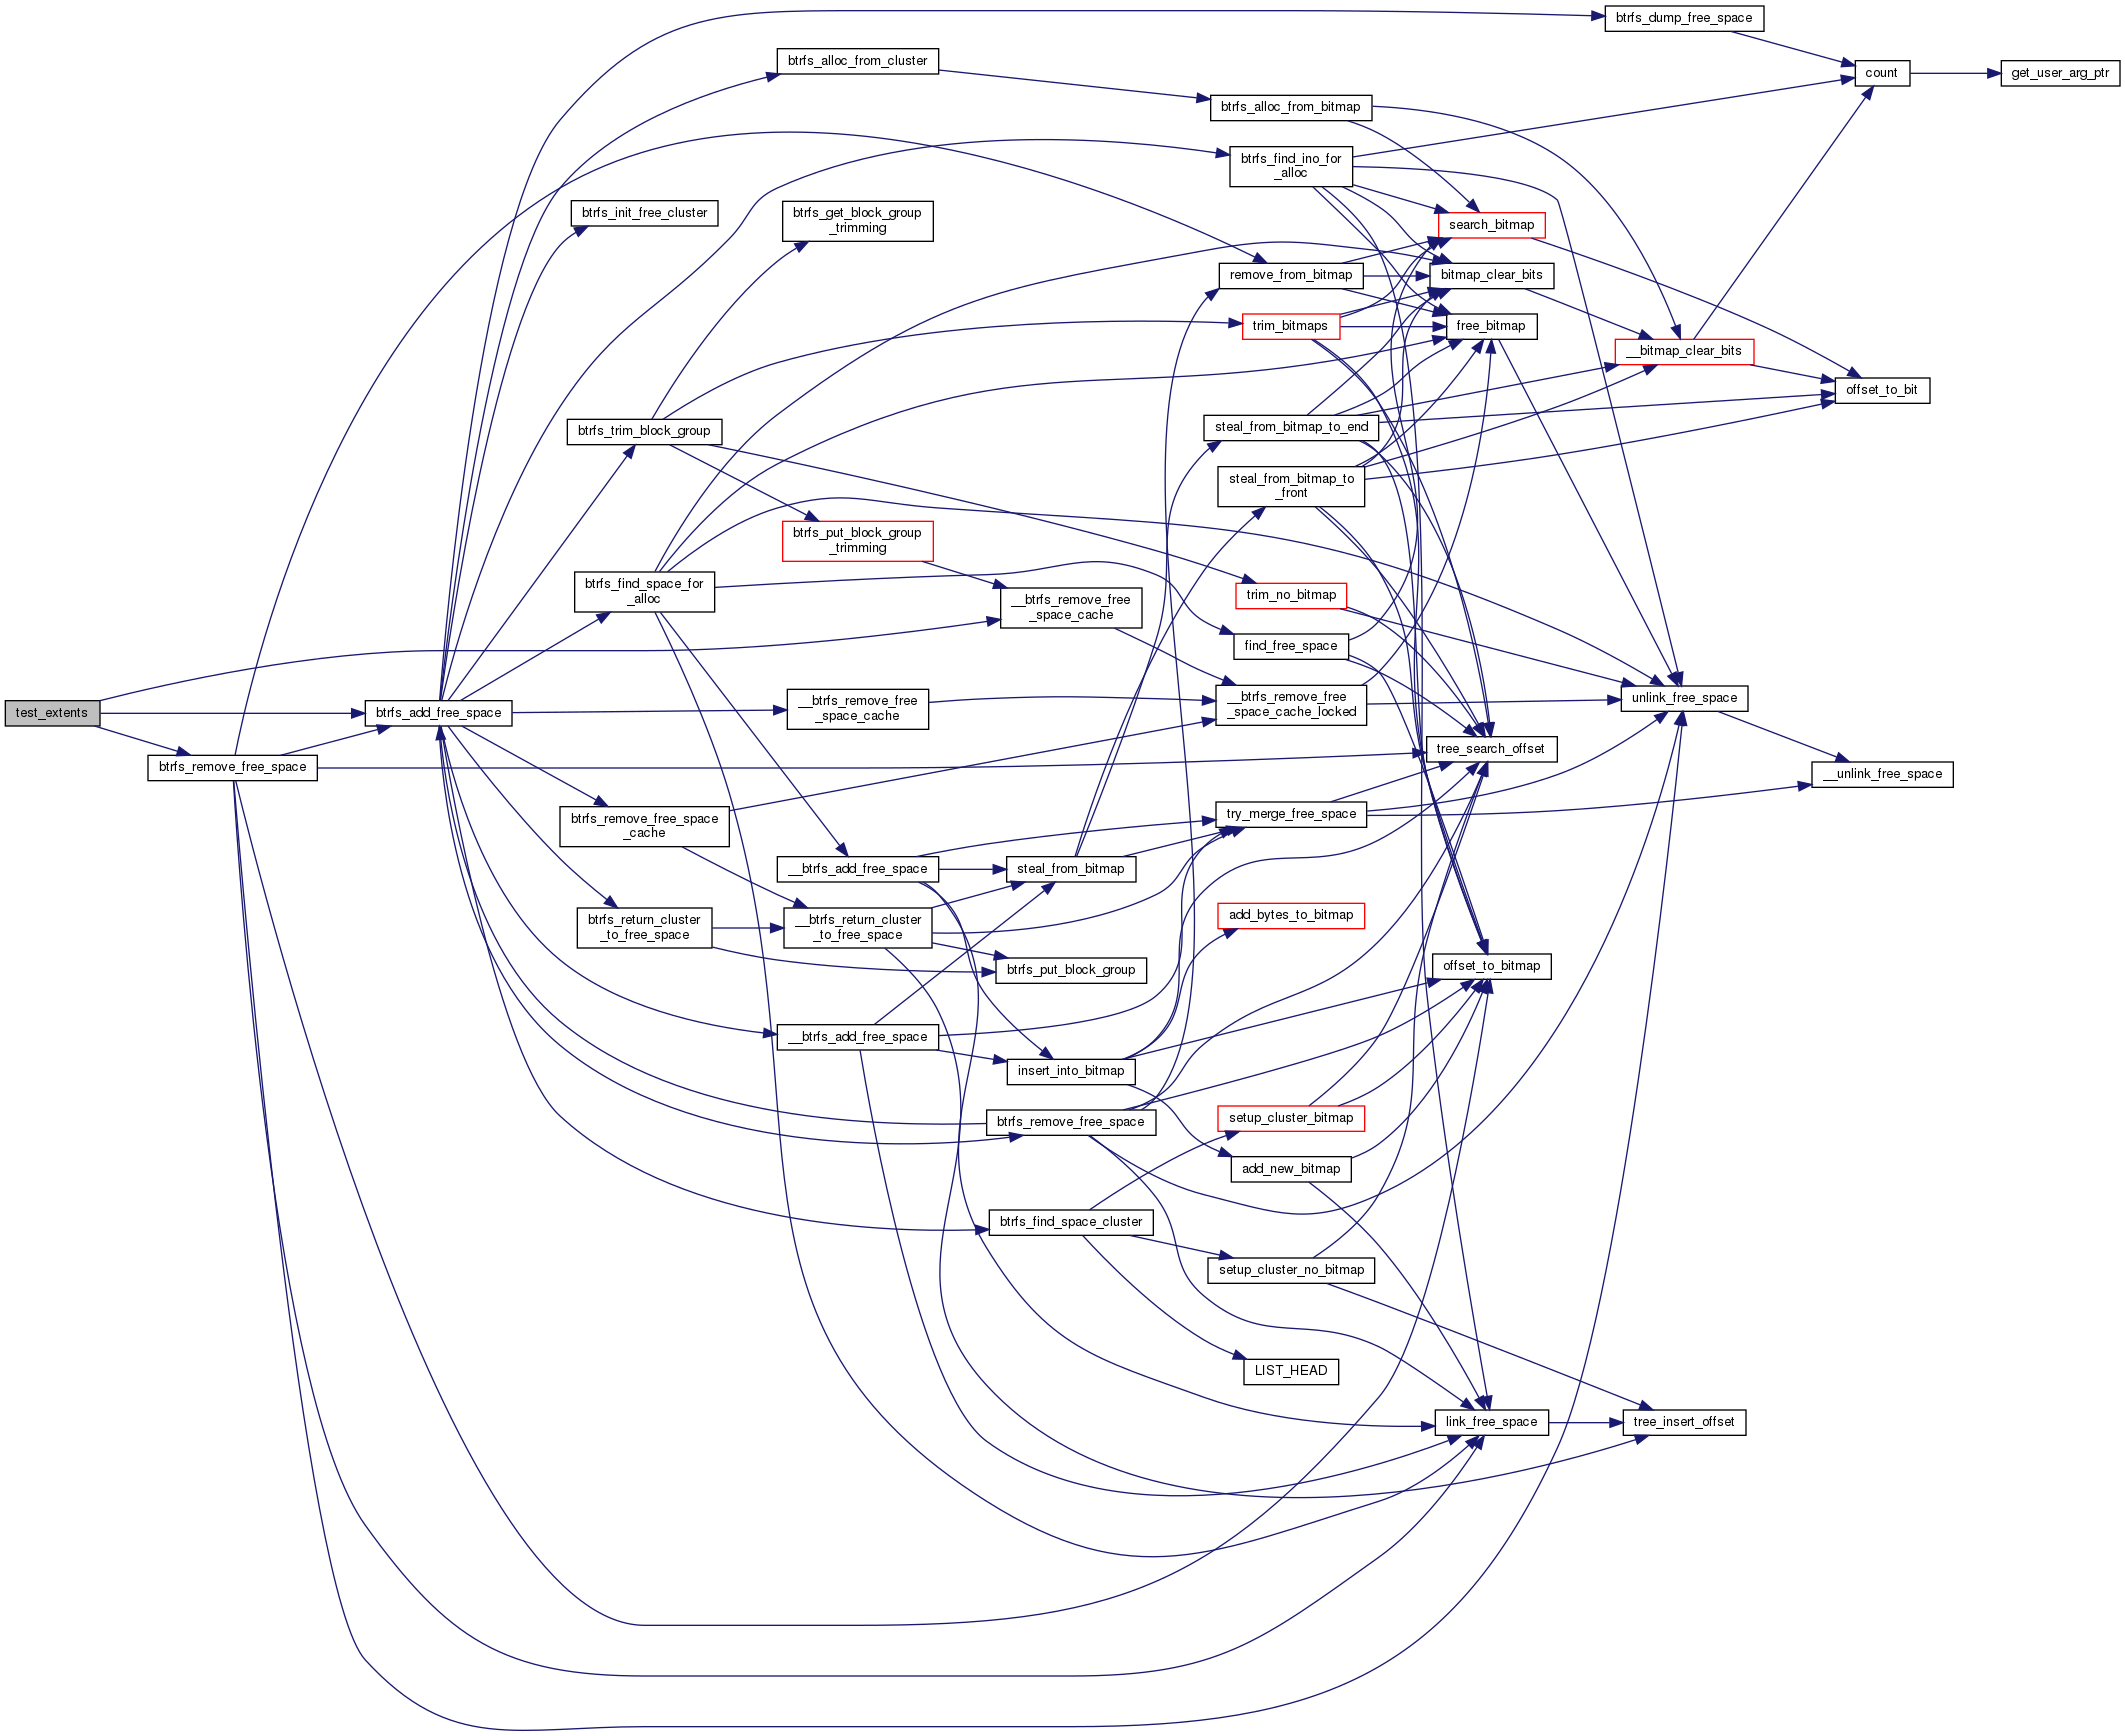 btrfs_dump_free_space
btrfs_alloc_from_cluster
count
get_user_arg_ptr
btrfs_alloc_from_bitmap
btrfs_find_ino_for
_alloc
btrfs_init_free_cluster
btrfs_get_block_group
_trimming
search_bitmap
remove_from_bitmap
bitmap_clear_bits
trim_bitmaps
free_bitmap
__bitmap_clear_bits
offset_to_bit
btrfs_trim_block_group
steal_from_bitmap_to_end
steal_from_bitmap_to
_front
btrfs_put_block_group
_trimming
btrfs_find_space_for
_alloc
__btrfs_remove_free
_space_cache
trim_no_bitmap
find_free_space
test_extents
btrfs_add_free_space
__btrfs_remove_free
_space_cache
__btrfs_remove_free
_space_cache_locked
unlink_free_space
btrfs_remove_free_space
tree_search_offset
__unlink_free_space
btrfs_remove_free_space
_cache
try_merge_free_space
__btrfs_add_free_space
steal_from_bitmap
btrfs_return_cluster
_to_free_space
__btrfs_return_cluster
_to_free_space
add_bytes_to_bitmap
btrfs_put_block_group
offset_to_bitmap
__btrfs_add_free_space
insert_into_bitmap
btrfs_remove_free_space
setup_cluster_bitmap
add_new_bitmap
btrfs_find_space_cluster
setup_cluster_no_bitmap
LIST_HEAD
link_free_space
tree_insert_offset